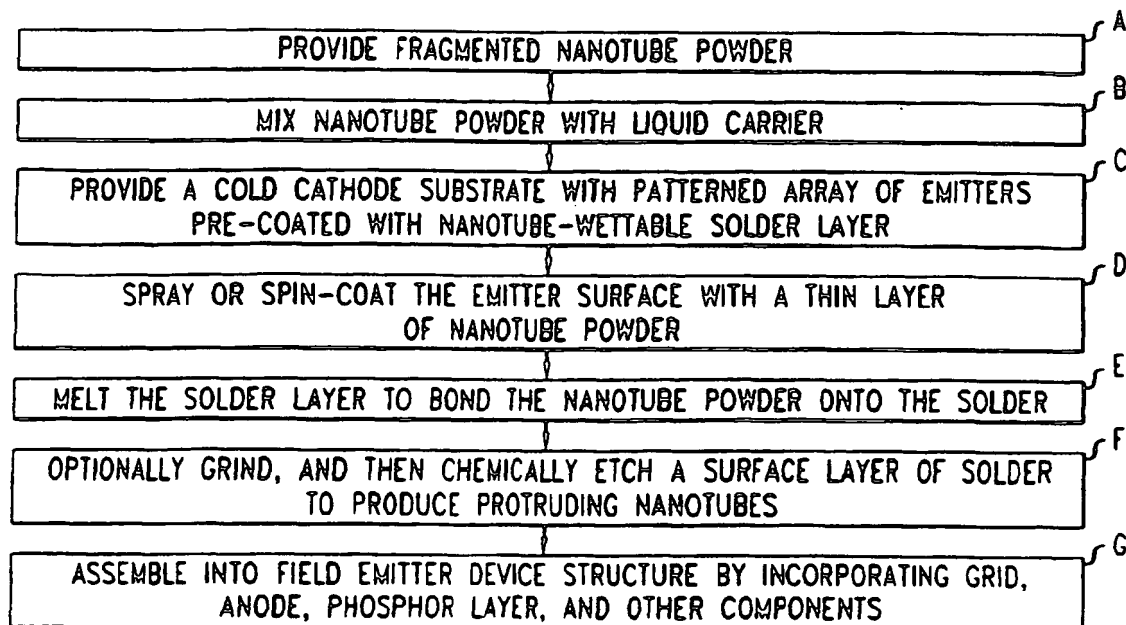 A
PROVIDE FRAGMENTED NANOTUBE POWDER
B
MIX NANOTUBE POWDER WITH LIQUID CARRIER
C
PROVIDE A COLD CATHODE SUBSTRATE WITH PATTERNED ARRAY OF EMITTERS
PRE-COATED WITH NANOTUBE-WETTABLE SOLDER LAYER
D
SPRAY OR SPIN-COAT THE EMITTER SURFACE WITH A THIN LAYER
OF NANOTUBE POWDER
E
MELT THE SOLDER LAYER TO BOND THE NANOTUBE POWDER ONTO THE SOLDER
F
OPTIONALLY GRIND, AND THEN CHEMICALLY ETCH A SURFACE LAYER OF SOLDER
TO PRODUCE PROTRUDING NANOTUBES
G
ASSEMBLE INTO FIELD EMITTER DEVICE STRUCTURE BY INCORPORATING GRID,
ANODE, PHOSPHOR LAYER, AND OTHER COMPONENTS